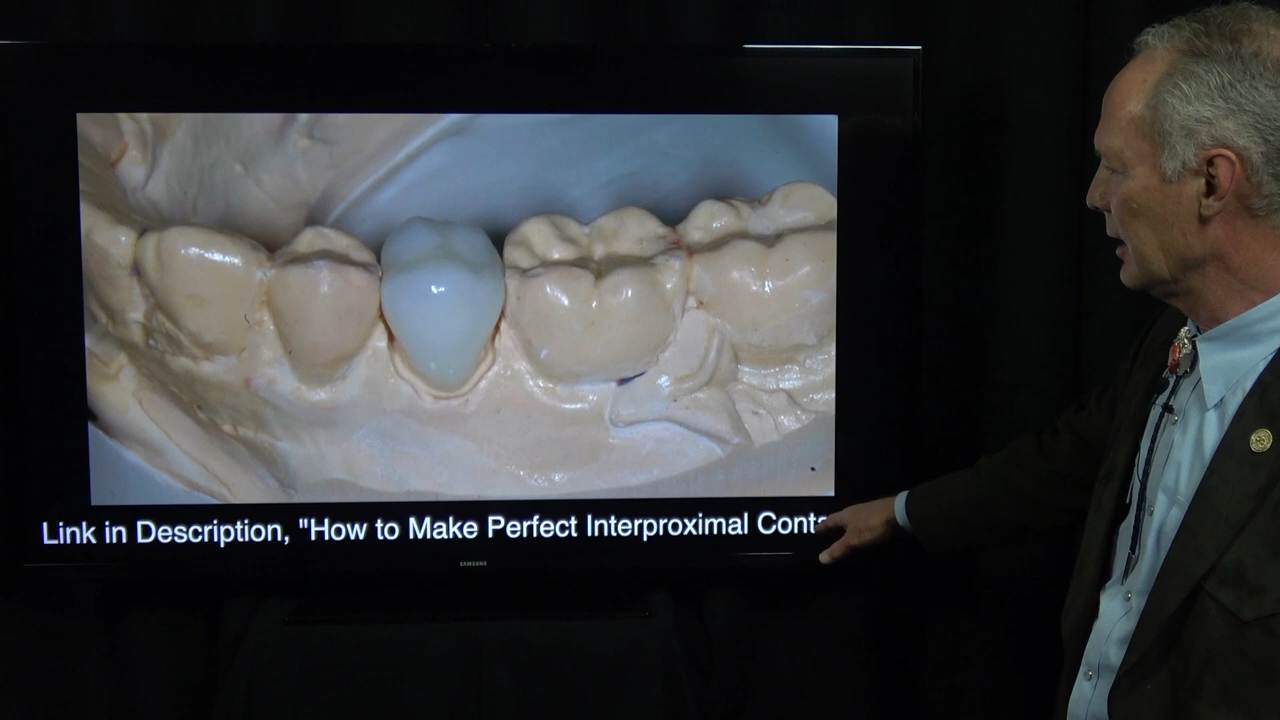 Link in Description, "How to Make Perfect Interproximal
SAMSUNG